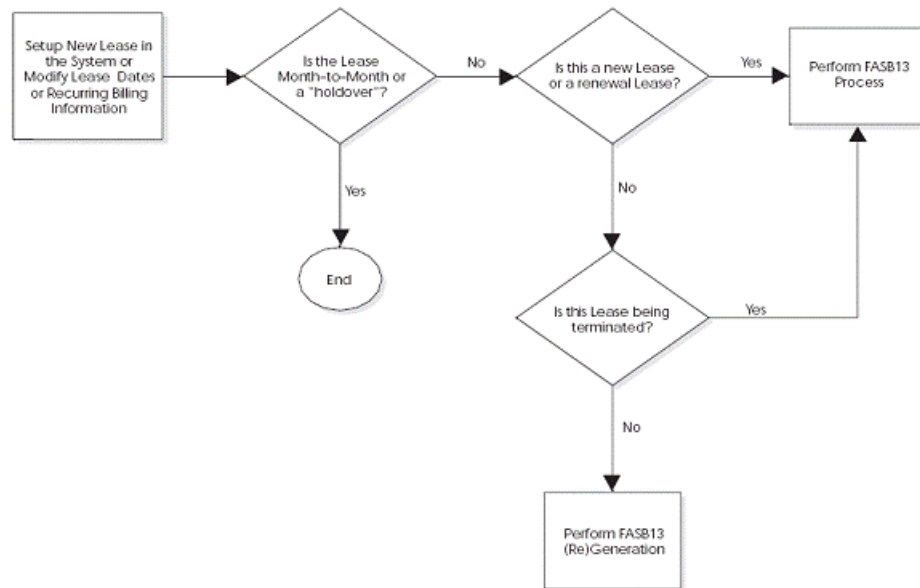 Setup New Lease in
the System or
Modify Lease Dates
or Recurring Billing
Information
Is the Lease
Month-to-Month or
a "holdover"?
No
Is this a new Lease
or a renewal Lease?
Yes
Perform FASB13
Process
Yes
No
End
Is this Lease being
terminated?
Yes
No
Perform FASB13
(Re)Generation